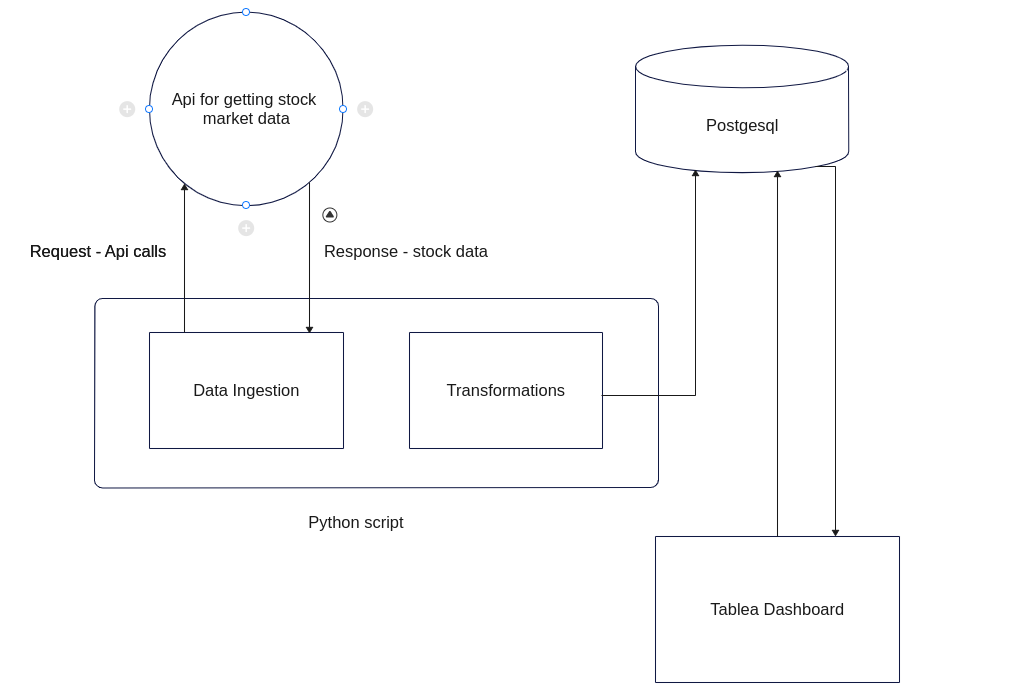 Api for getting stock
market data
Postgesql
Request - Api calls
Response - stock data
Data Ingestion
Transformations
Python script
Tablea Dashboard